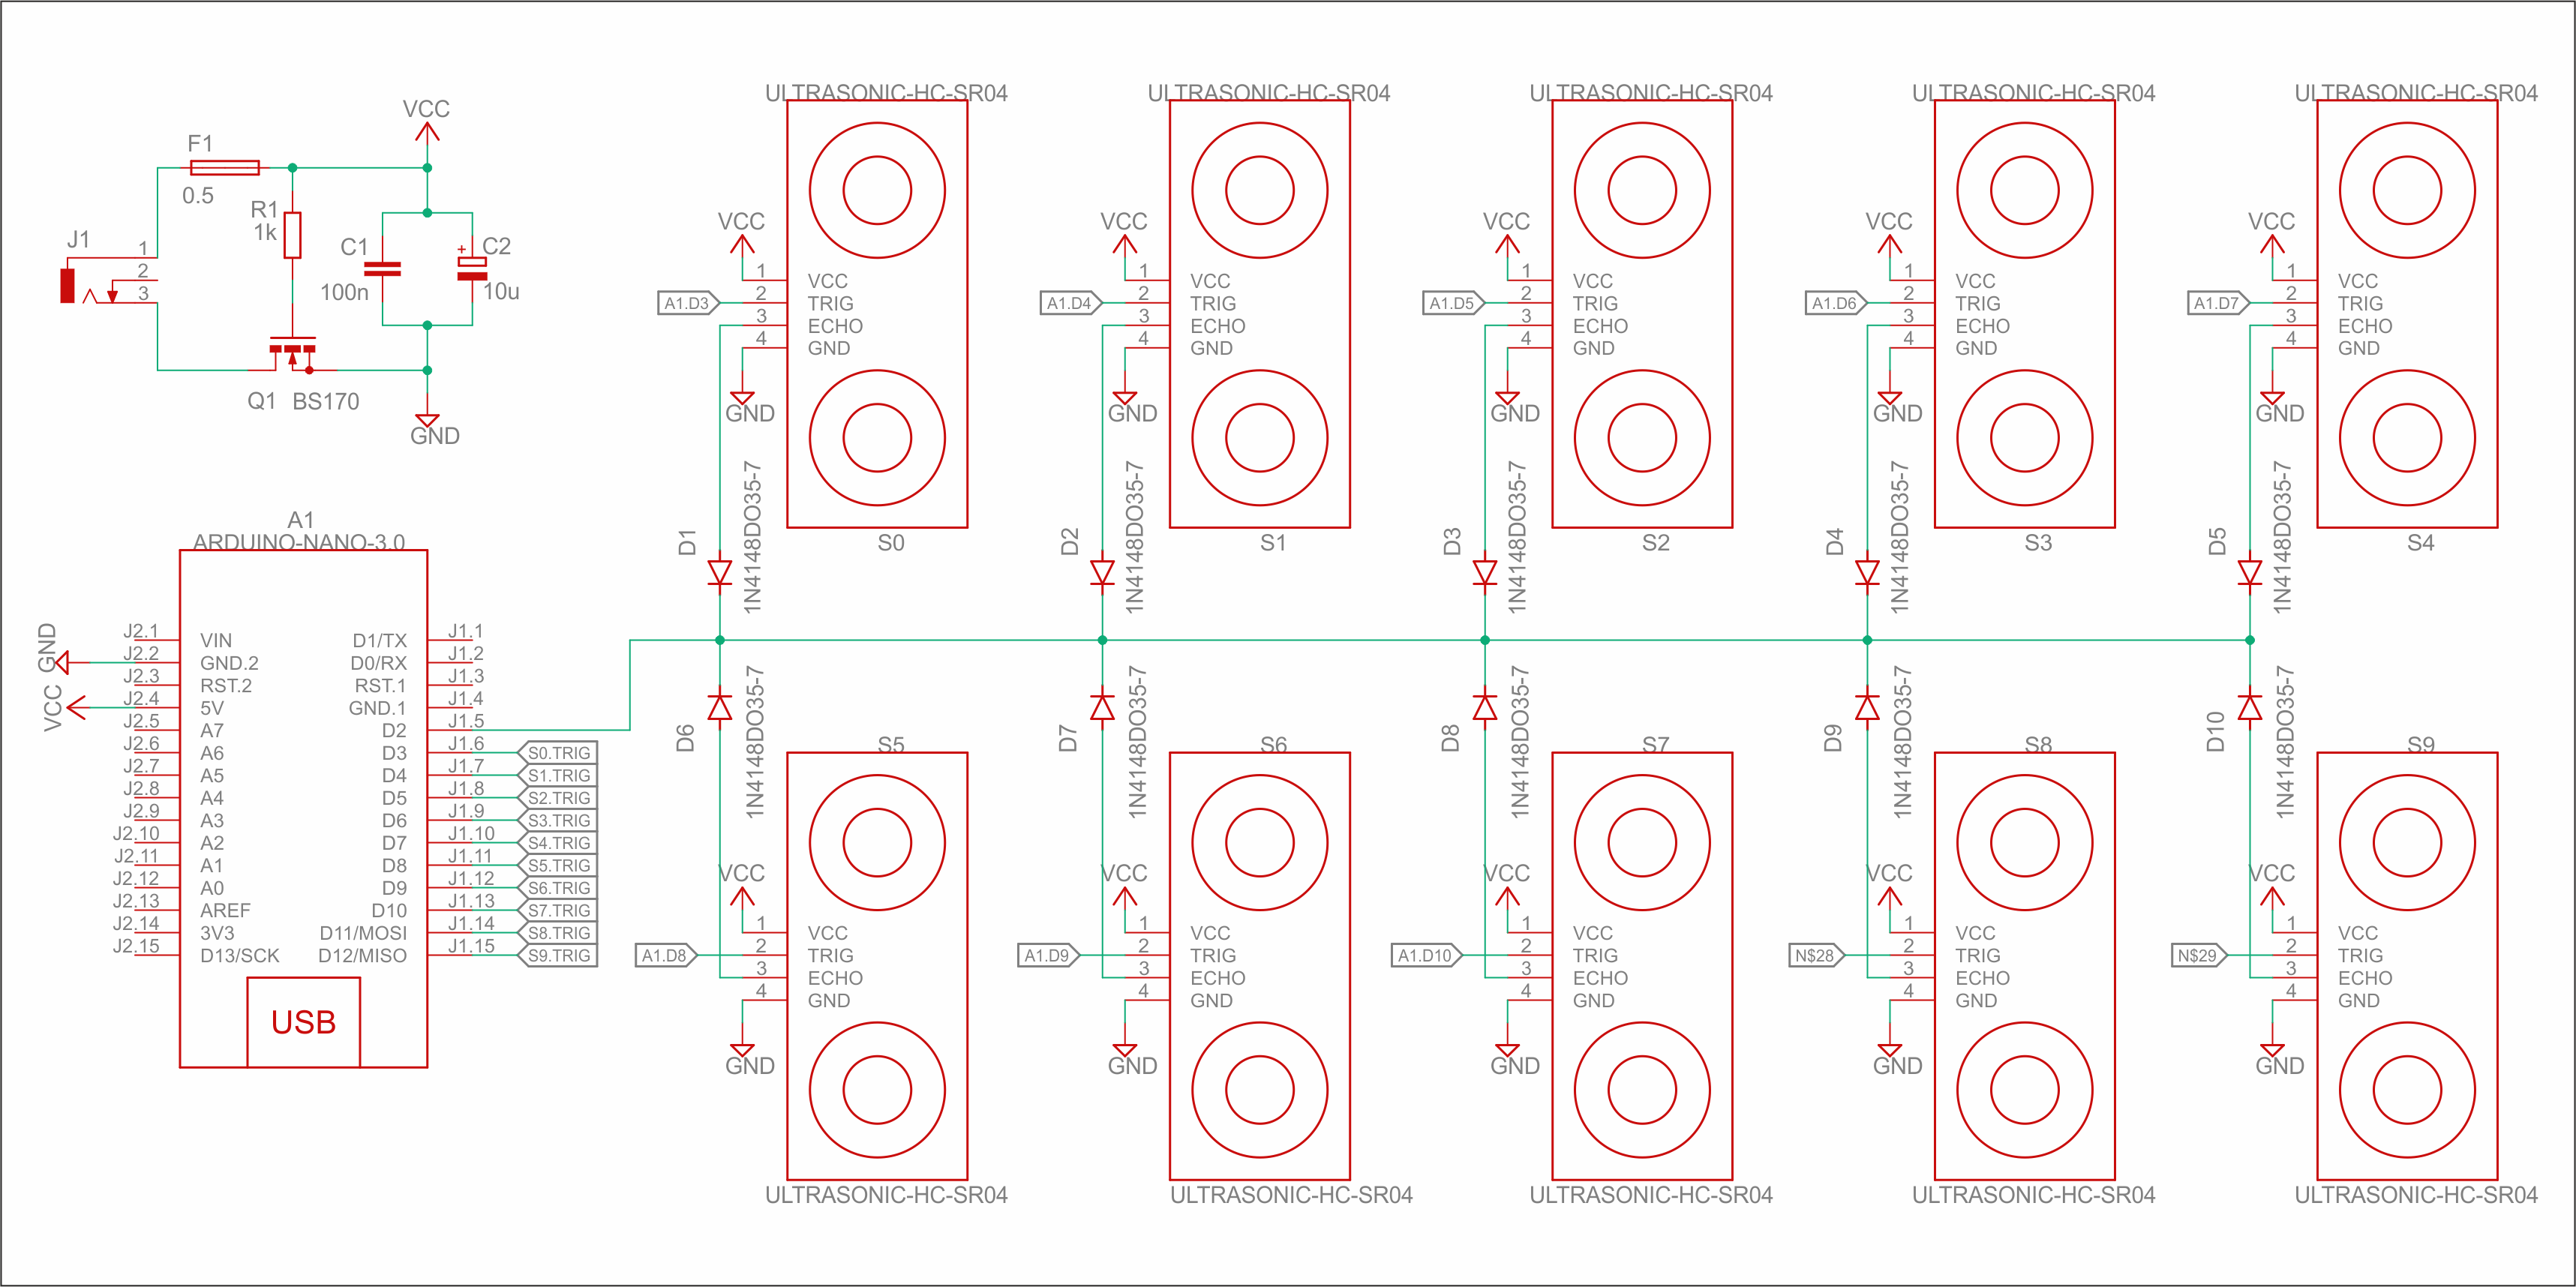 VCC
F1
0.5
R1
1k
J1
1
2
3
C1
100n
+
C2
10u
Q1 BS170
GND
A1
ARDUINO-NANO-3.0
GND
VCC
J2.1 VIN D1/TX J1.1
J2.2 GND.2 D0/RX J1.2
J2.3 RST.2 RST.1 J1.3
J2.4 5V GND.1 J1.4
J2.5 A7 D2 J1.5
J2.6 A6 D3 J1.6 S0.TRIG
J2.7 A5 D4 J1.7 S1.TRIG
J2.8 A4 D5 J1.8 S2.TRIG
J2.9 A3 D6 J1.9 S3.TRIG
J2.10 A2 D7 J1.10 S4.TRIG
J2.11 A1 D8 J1.11 S5.TRIG
J2.12 A0 D9 J1.12 S6.TRIG
J2.13 AREF D10 J1.13 S7.TRIG
J2.14 3V3 D11/MOSI J1.14 S8.TRIG
J2.15 D13/SCK D12/MISO J1.15 S9.TRIG
USB
ULTRASONIC-HC-SR04
VCC
1 VCC
A1.D3 2 TRIG
3 ECHO
4 GND
GND
D1
1N4148DO35-7
S0
ULTRASONIC-HC-SR04
VCC
1 VCC
A1.D4 2 TRIG
3 ECHO
4 GND
GND
D2
1N4148DO35-7
S1
ULTRASONIC-HC-SR04
VCC
1 VCC
A1.D5 2 TRIG
3 ECHO
4 GND
GND
D3
1N4148DO35-7
S2
ULTRASONIC-HC-SR04
VCC
1 VCC
A1.D6 2 TRIG
3 ECHO
4 GND
GND
D4
1N4148DO35-7
S3
ULTRASONIC-HC-SR04
VCC
1 VCC
A1.D7 2 TRIG
3 ECHO
4 GND
GND
D5
1N4148DO35-7
S4
D6
1N4148DO35-7
S5
VCC
1 VCC
A1.D8 2 TRIG
3 ECHO
4 GND
GND
ULTRASONIC-HC-SR04
D7
1N4148DO35-7
S6
VCC
1 VCC
A1.D9 2 TRIG
3 ECHO
4 GND
GND
ULTRASONIC-HC-SR04
D8
1N4148DO35-7
S7
VCC
1 VCC
A1.D10 2 TRIG
3 ECHO
4 GND
GND
ULTRASONIC-HC-SR04
D9
1N4148DO35-7
S8
VCC
1 VCC
N$28 2 TRIG
3 ECHO
4 GND
GND
ULTRASONIC-HC-SR04
D10
1N4148DO35-7
S9
VCC
1 VCC
N$29 2 TRIG
3 ECHO
4 GND
GND
ULTRASONIC-HC-SR04